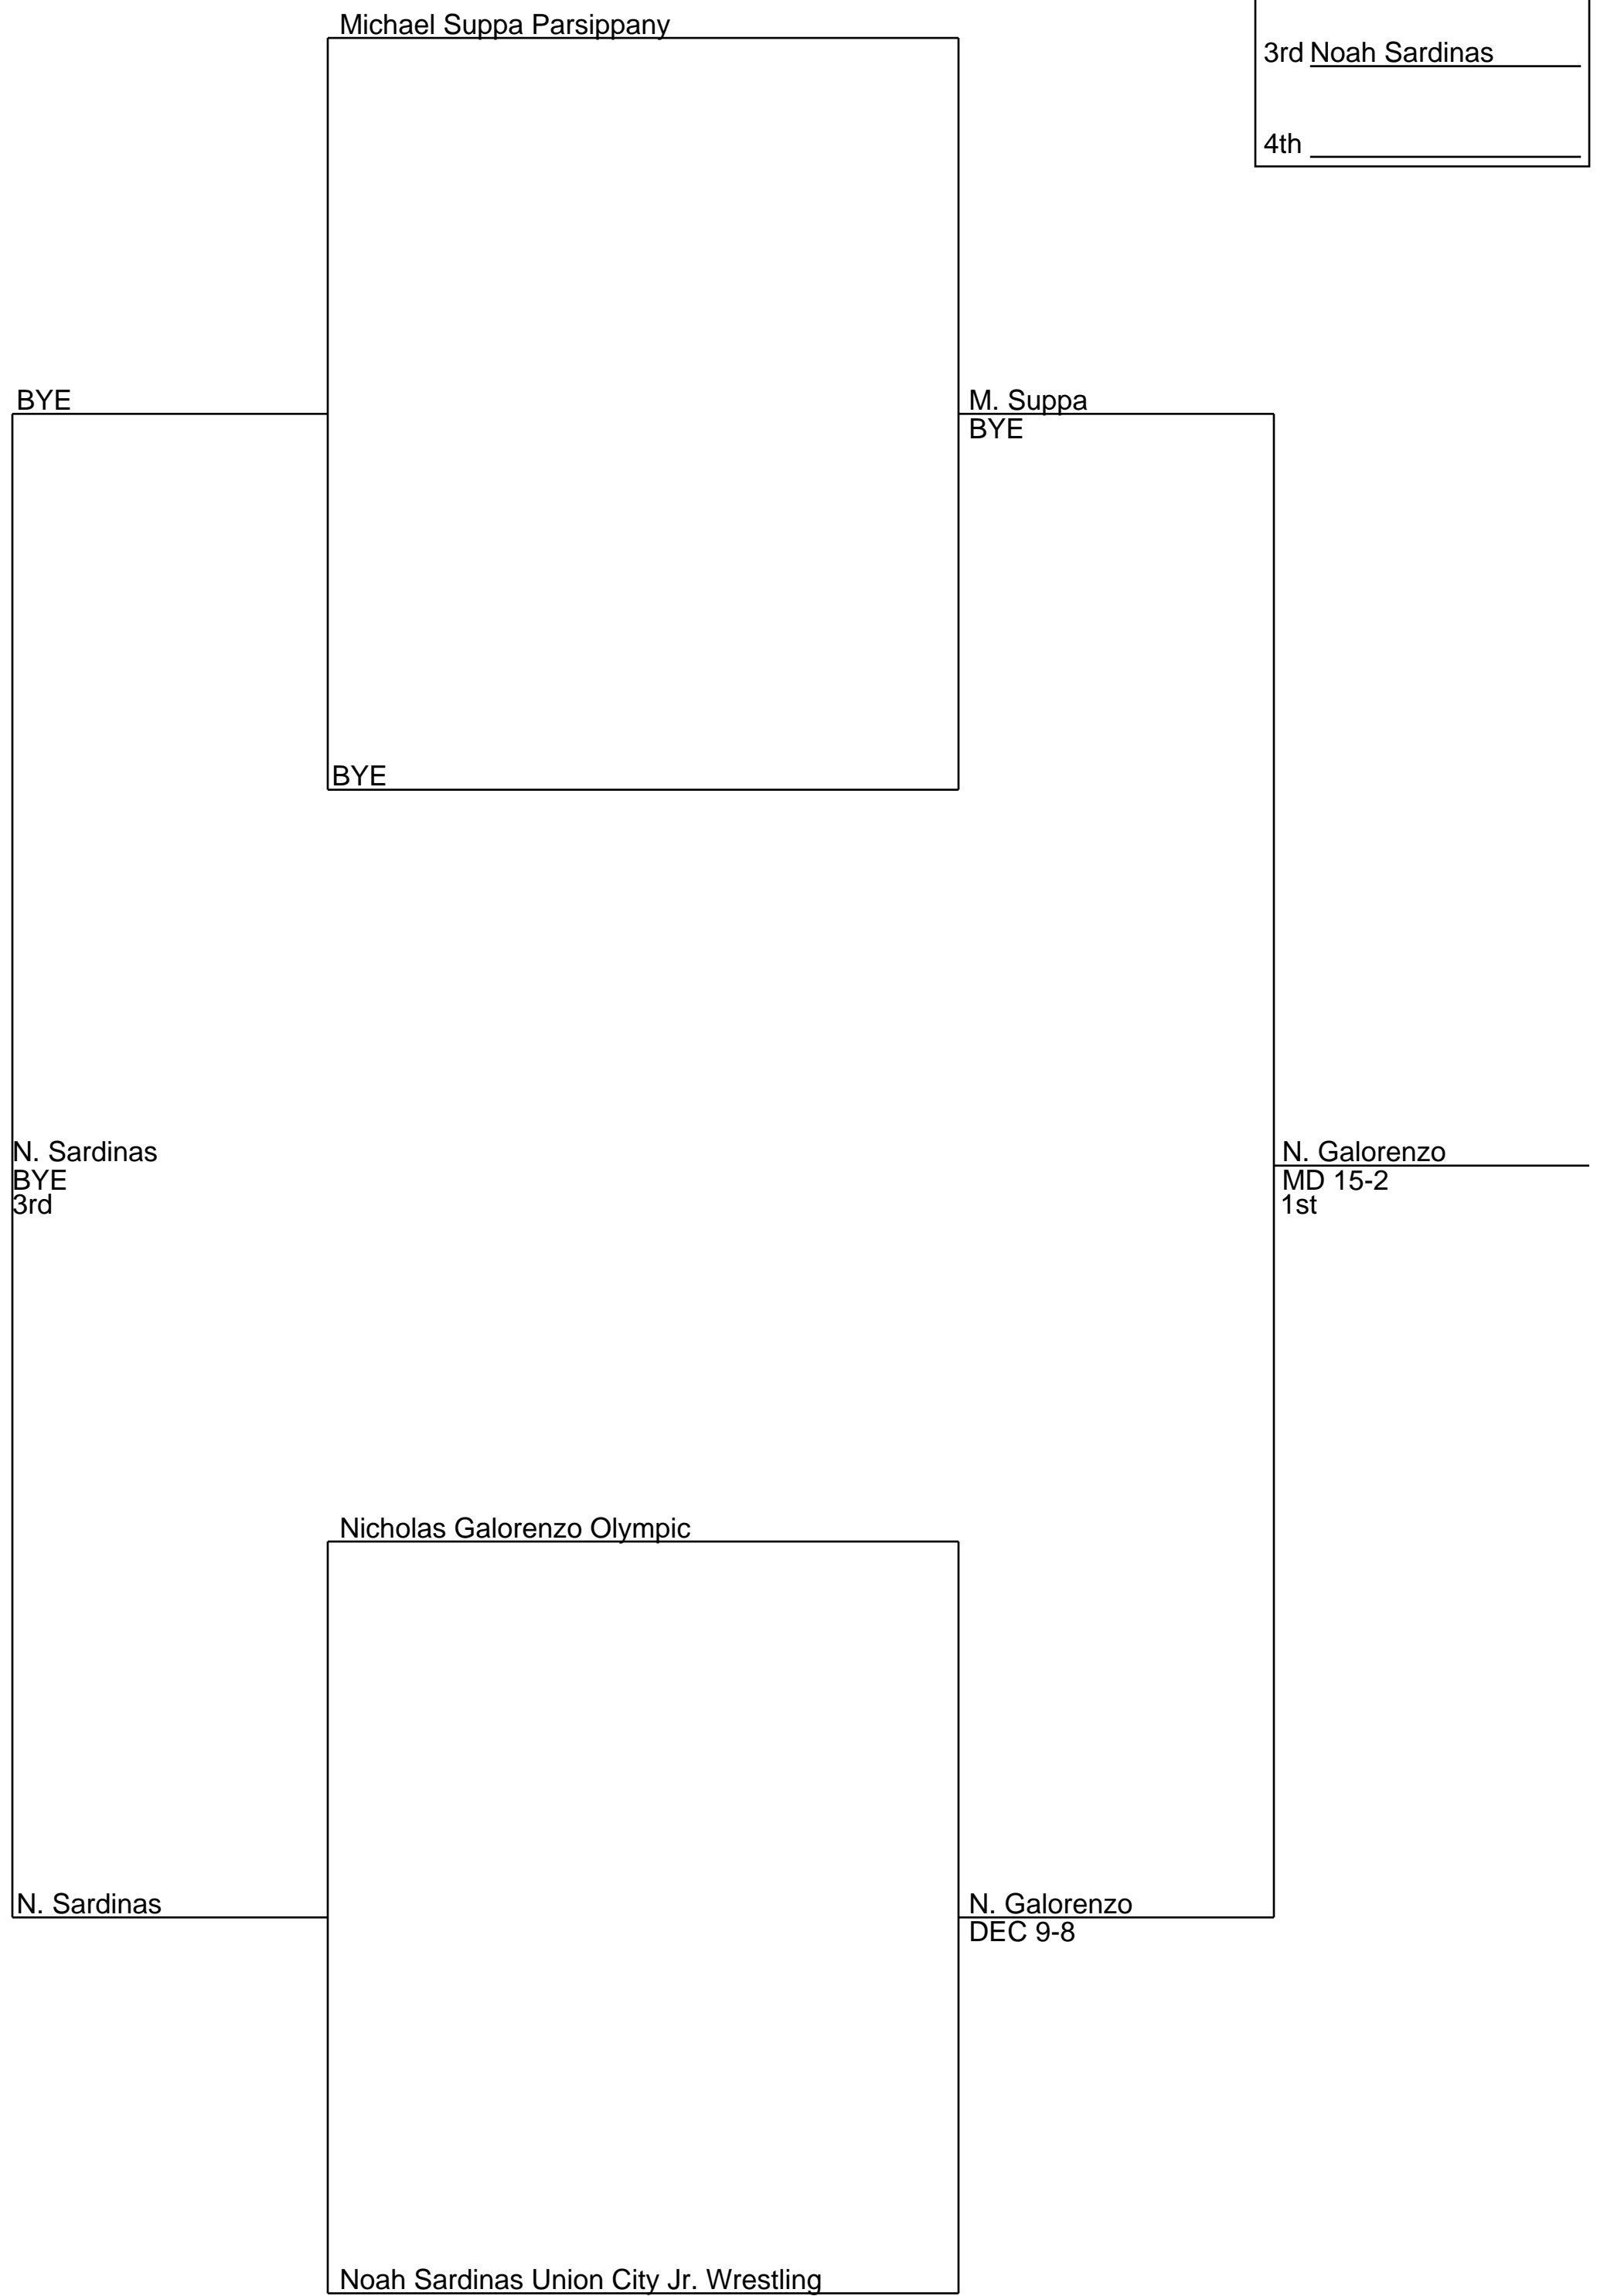 Michael Suppa Parsippany
3rd Noah Sardinas
4th
BYE
M. Suppa
BYE
BYE
N. Sardinas
BYE
3rd
N. Galorenzo
MD 15-2
1st
Nicholas Galorenzo Olympic
N. Sardinas
N. Galorenzo
DEC 9-8
Noah Sardinas Union City Jr. Wrestling